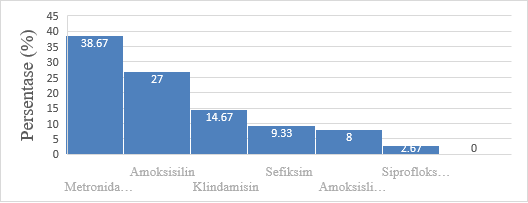 45
40
35
30
25
20
15
10
5
0
Persentase (%)
38.67
27
14.67
9.33
8
2.67
0
Metronida...
Amoksisilin
Klindamisin
Sefiksim
Amoksisli...
Siprofloks...